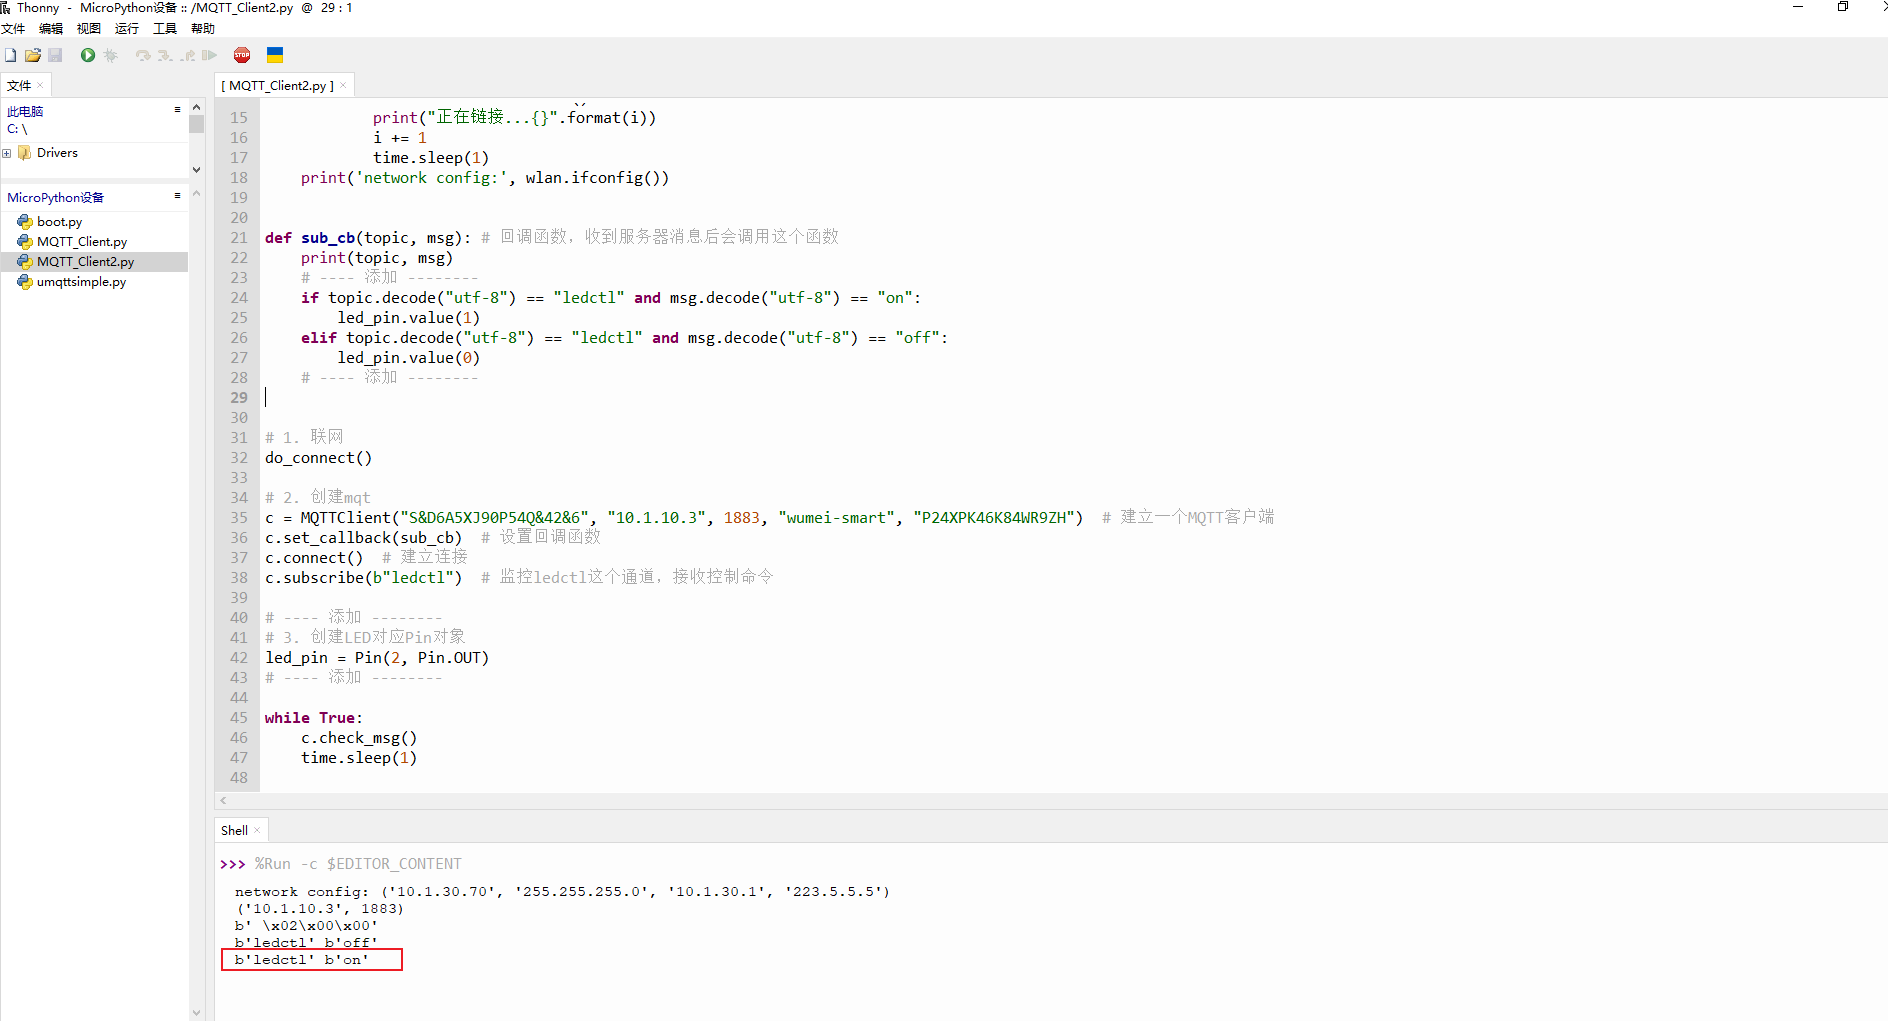 Thonny - MicroPython设备 :: /MQTT_Client2.py @ 29 : 1
文件 编辑 视图 运行 工具 帮助
STOP
文件 ×
此电脑
C: \
Drivers
MicroPython设备
boot.py
MQTT_Client.py
MQTT_Client2.py
umqttsimple.py
[ MQTT_Client2.py ] ×
15 print("正在链接...{}".format(i))
16 i += 1
17 time.sleep(1)
18 print('network config:', wlan.ifconfig())
19
20
21 def sub_cb(topic, msg): # 回调函数，收到服务器消息后会调用这个函数
22 print(topic, msg)
23 # ---- 添加 --------
24 if topic.decode("utf-8") == "ledctl" and msg.decode("utf-8") == "on":
25 led_pin.value(1)
26 elif topic.decode("utf-8") == "ledctl" and msg.decode("utf-8") == "off":
27 led_pin.value(0)
28 # ---- 添加 --------
29
30
31 # 1. 联网
32 do_connect()
33
34 # 2. 创建mqt
35 c = MQTTClient("S&D6A5XJ90P54Q&42&6", "10.1.10.3", 1883, "wumei-smart", "P24XPK46K84WR9ZH") # 建立一个MQTT客户端
36 c.set_callback(sub_cb) # 设置回调函数
37 c.connect() # 建立连接
38 c.subscribe(b"ledctl") # 监控ledctl这个通道，接收控制命令
39
40 # ---- 添加 --------
41 # 3. 创建LED对应Pin对象
42 led_pin = Pin(2, Pin.OUT)
43 # ---- 添加 --------
44
45 while True:
46 c.check_msg()
47 time.sleep(1)
48
Shell ×
>>> %Run -c $EDITOR_CONTENT
network config: ('10.1.30.70', '255.255.255.0', '10.1.30.1', '223.5.5.5')
('10.1.10.3', 1883)
b' \x02\x00\x00'
b'ledctl' b'off'
b'ledctl' b'on'